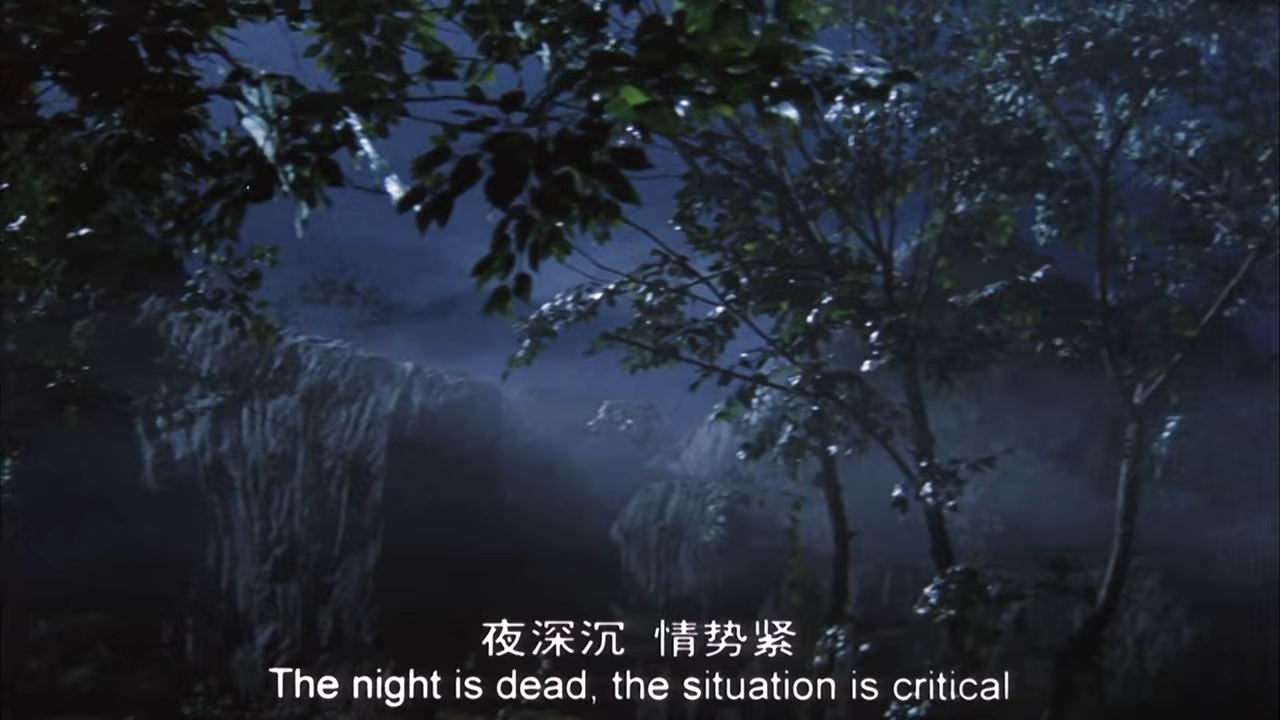 夜深沉 情势紧
The night is dead, the situation is critical